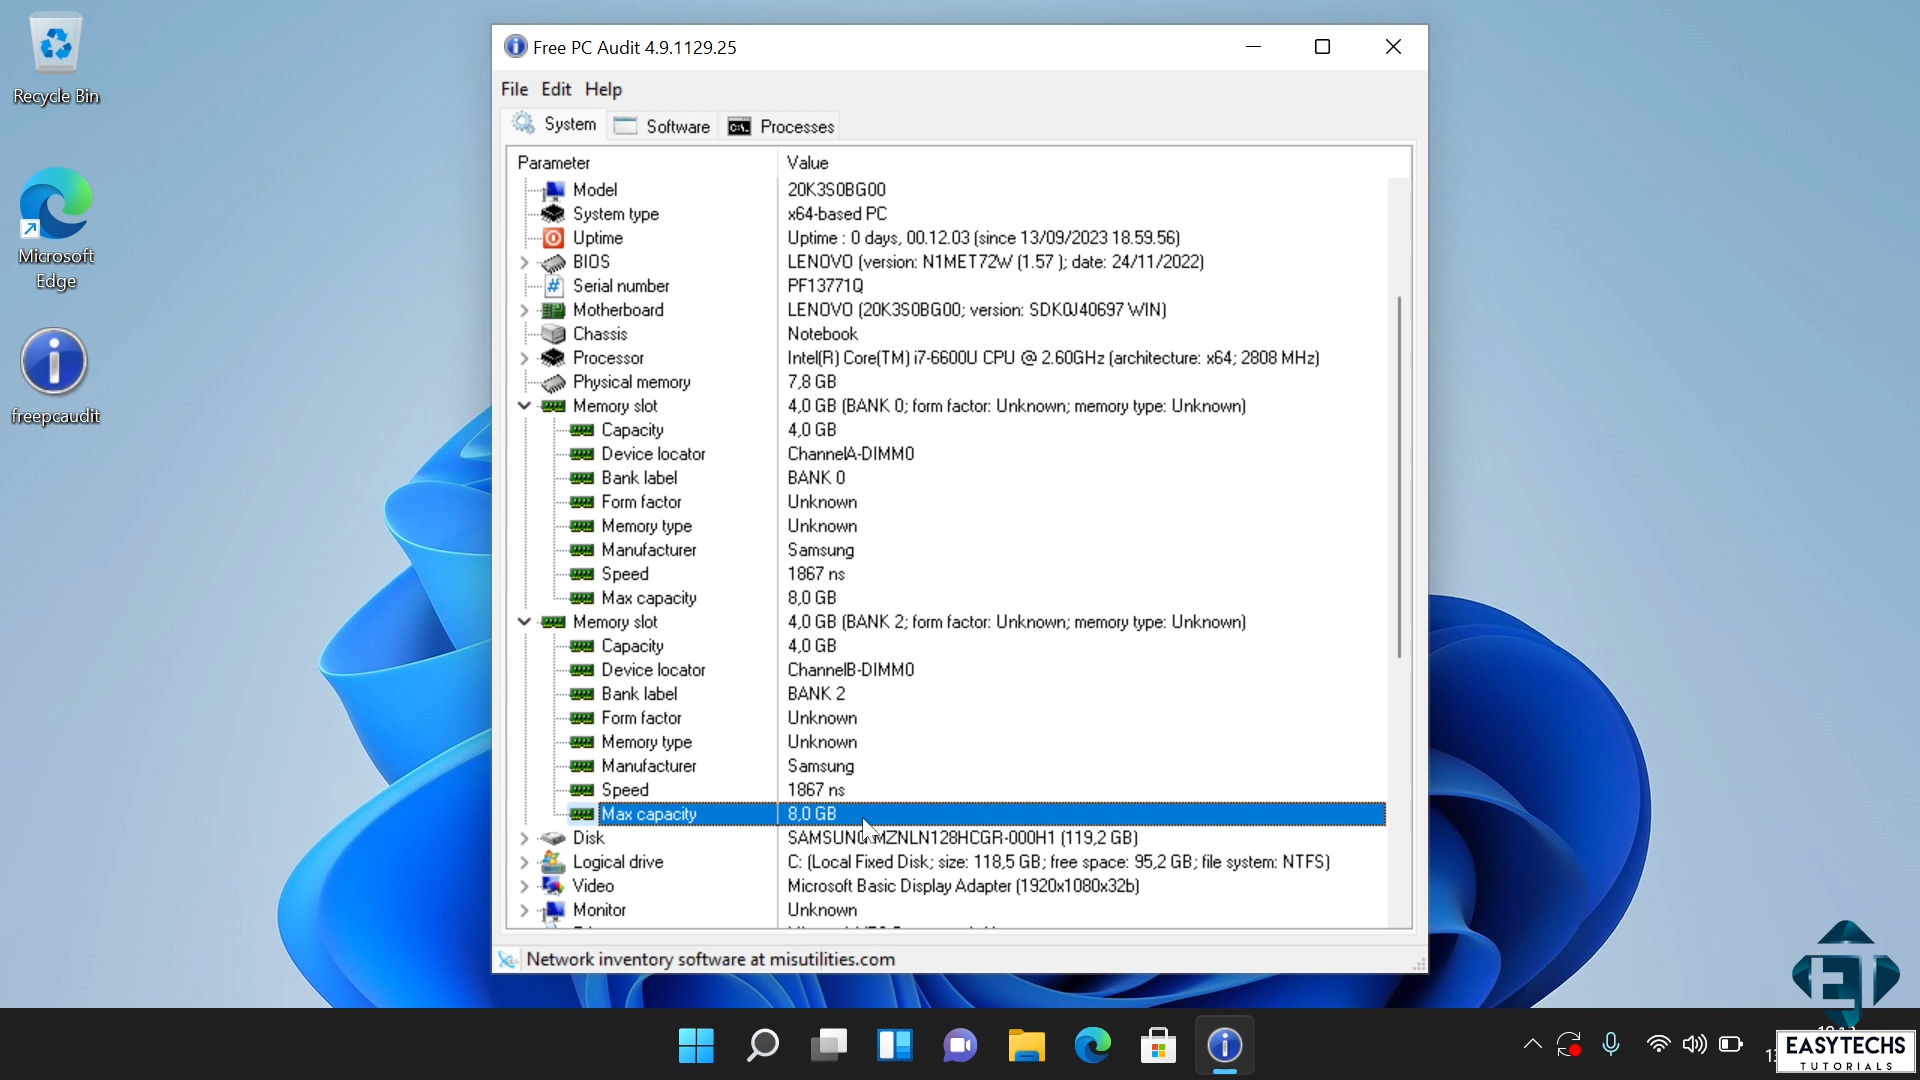 Recycle Bin
Microsoft
Edge
freepcaudit
Free PC Audit 4.9.1129.25
File Edit Help
System Software Processes
Parameter Value
Model 20K3S0BG00
System type x64-based PC
Uptime Uptime : 0 days, 00.12.03 (since 13/09/2023 18.59.56)
BIOS LENOVO (version: N1MET72W (1.57 ); date: 24/11/2022)
Serial number PF13771Q
Motherboard LENOVO (20K3S0BG00; version: SDK0J40697 WIN)
Chassis Notebook
Processor Intel(R) Core(TM) i7-6600U CPU @ 2.60GHz (architecture: x64; 2808 MHz)
Physical memory 7,8 GB
Memory slot 4,0 GB (BANK 0; form factor: Unknown; memory type: Unknown)
Capacity 4,0 GB
Device locator ChannelA-DIMM0
Bank label BANK 0
Form factor Unknown
Memory type Unknown
Manufacturer Samsung
Speed 1867 ns
Max capacity 8,0 GB
Memory slot 4,0 GB (BANK 2; form factor: Unknown; memory type: Unknown)
Capacity 4,0 GB
Device locator ChannelB-DIMM0
Bank label BANK 2
Form factor Unknown
Memory type Unknown
Manufacturer Samsung
Speed 1867 ns
Max capacity 8,0 GB
Disk MZNLN128HCGR-000H1 (119,2 GB)
Logical drive C: (Local Fixed Disk; size: 118,5 GB; free space: 95,2 GB; file system: NTFS)
Video Microsoft Basic Display Adapter (1920x1080x32b)
Monitor Unknown
Network inventory software at misutilities.com
EASYTECHS
TUTORIALS